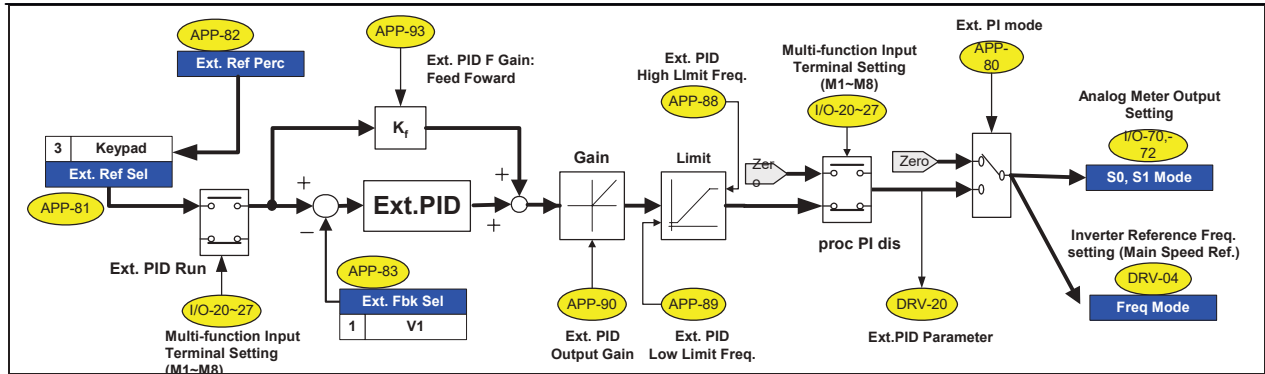 APP-82
Ext. Ref Perc
3 Keypad
Ext. Ref Sel
APP-81
Ext. PID Run
I/O-20~27
Multi-function Input
Terminal Setting
(M1~M8)
APP-93
Ext. PID F Gain:
Feed Foward
Kf
+
−
Ext.PID
+
+
APP-83
Ext. Fbk Sel
1 V1
Gain
APP-90
Ext. PID
Output Gain
Ext. PID
High LImit Freq.
APP-88
Limit
APP-89
Ext. PID
Low Limit Freq.
Multi-function Input
Terminal Setting
(M1~M8)
I/O-20~27
Zer
o
proc PI dis
DRV-20
Ext.PID Parameter
Ext. PI mode
APP-
80
Zero
Analog Meter Output
Setting
I/O-70,-
72
S0, S1 Mode
Inverter Reference Freq.
setting (Main Speed Ref.)
DRV-04
Freq Mode